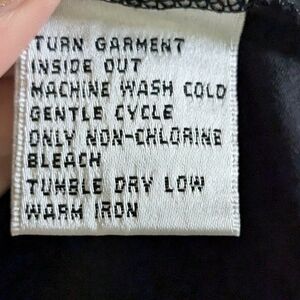 TURN GARMENT
INSIDE OUT
MACHINE WASH COLD
GENTLE CYCLE
ONLY NON-CHLORINE
BLEACH
TUMBLE DRY LOW
WARM IRON